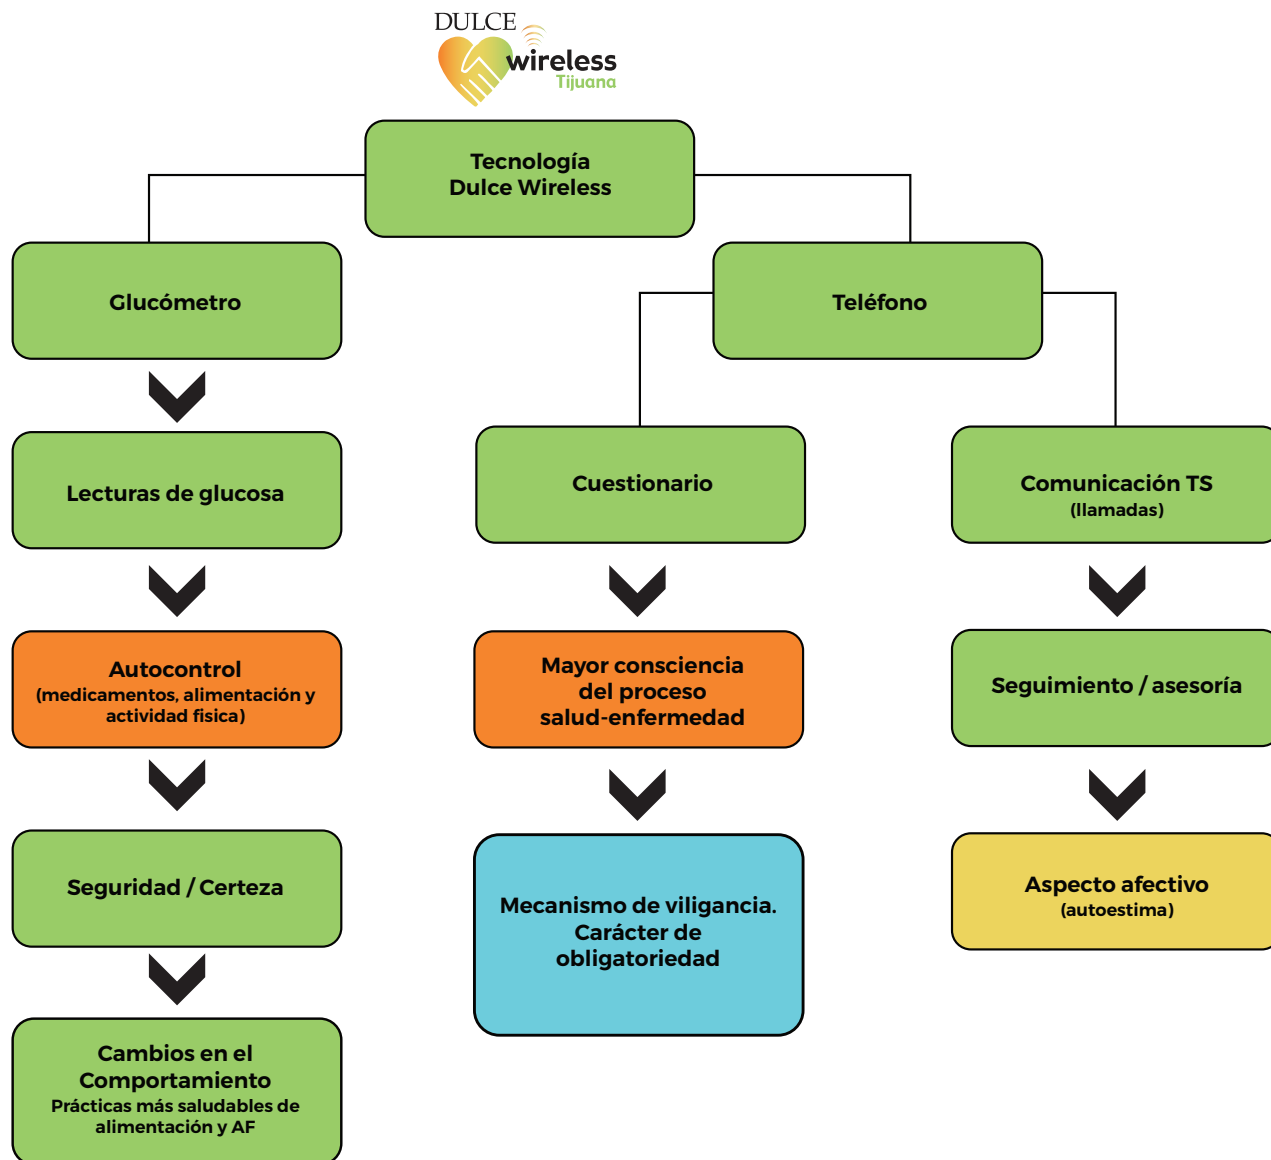 DULCE
wireless
Tijuana
Tecnología
Dulce Wireless
Glucómetro
Teléfono
Lecturas de glucosa
Cuestionario
Comunicación TS
(llamadas)
Autocontrol
(medicamentos, alimentación y
actividad fisica)
Mayor consciencia
del proceso
salud-enfermedad
Seguimiento / asesoría
Seguridad / Certeza
Mecanismo de viligancia.
Carácter de
obligatoriedad
Aspecto afectivo
(autoestima)
Cambios en el
Comportamiento
Prácticas más saludables de
alimentación y AF